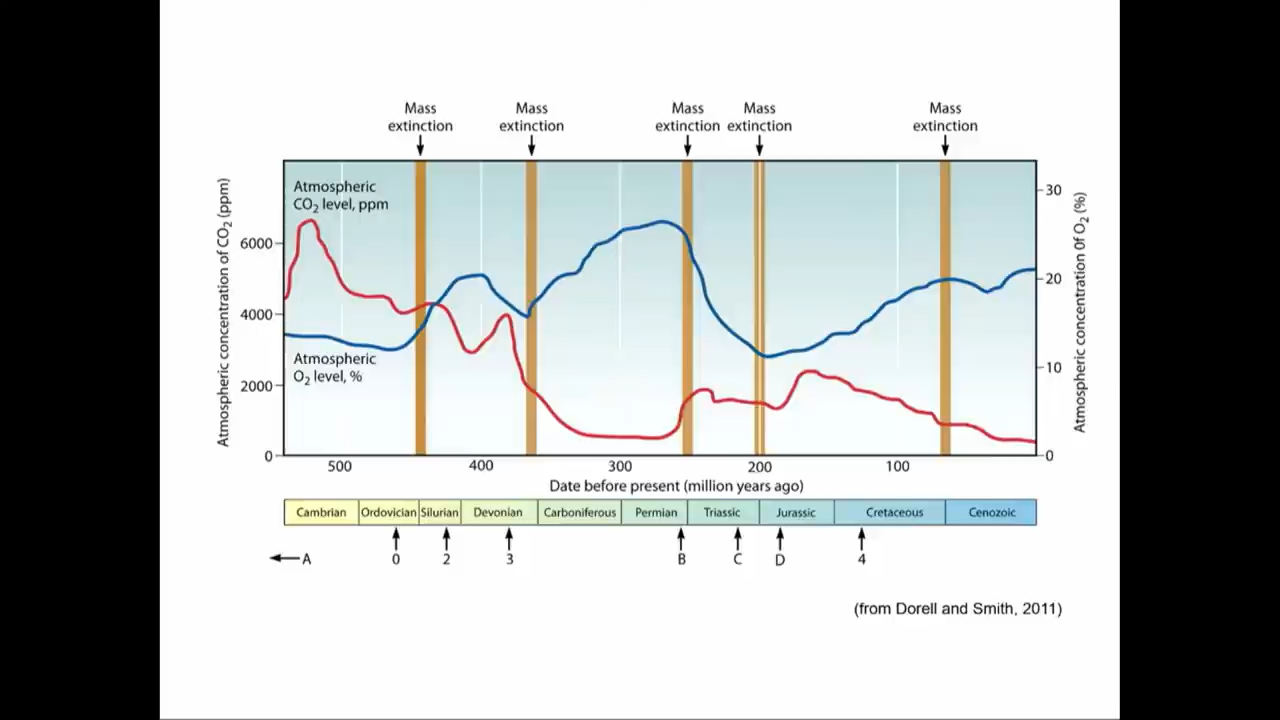 Mass
extinction
Mass
extinction
Mass
extinction
Mass
extinction
Mass
extinction
Atmospheric
CO2 level, ppm
Atmospheric
O2 level, %
Atmospheric concentration of CO2 (ppm)
6000
4000
2000
0
30
20
10
0
Atmospheric concentration 0f O2 (%)
500 400 300 200 100
Date before present (million years ago)
Cambrian Ordovician Silurian Devonian Carboniferous Permian Triassic Jurassic Cretaceous Cenozoic
A 0 2 3 B C D 4
(from Dorell and Smith, 2011)